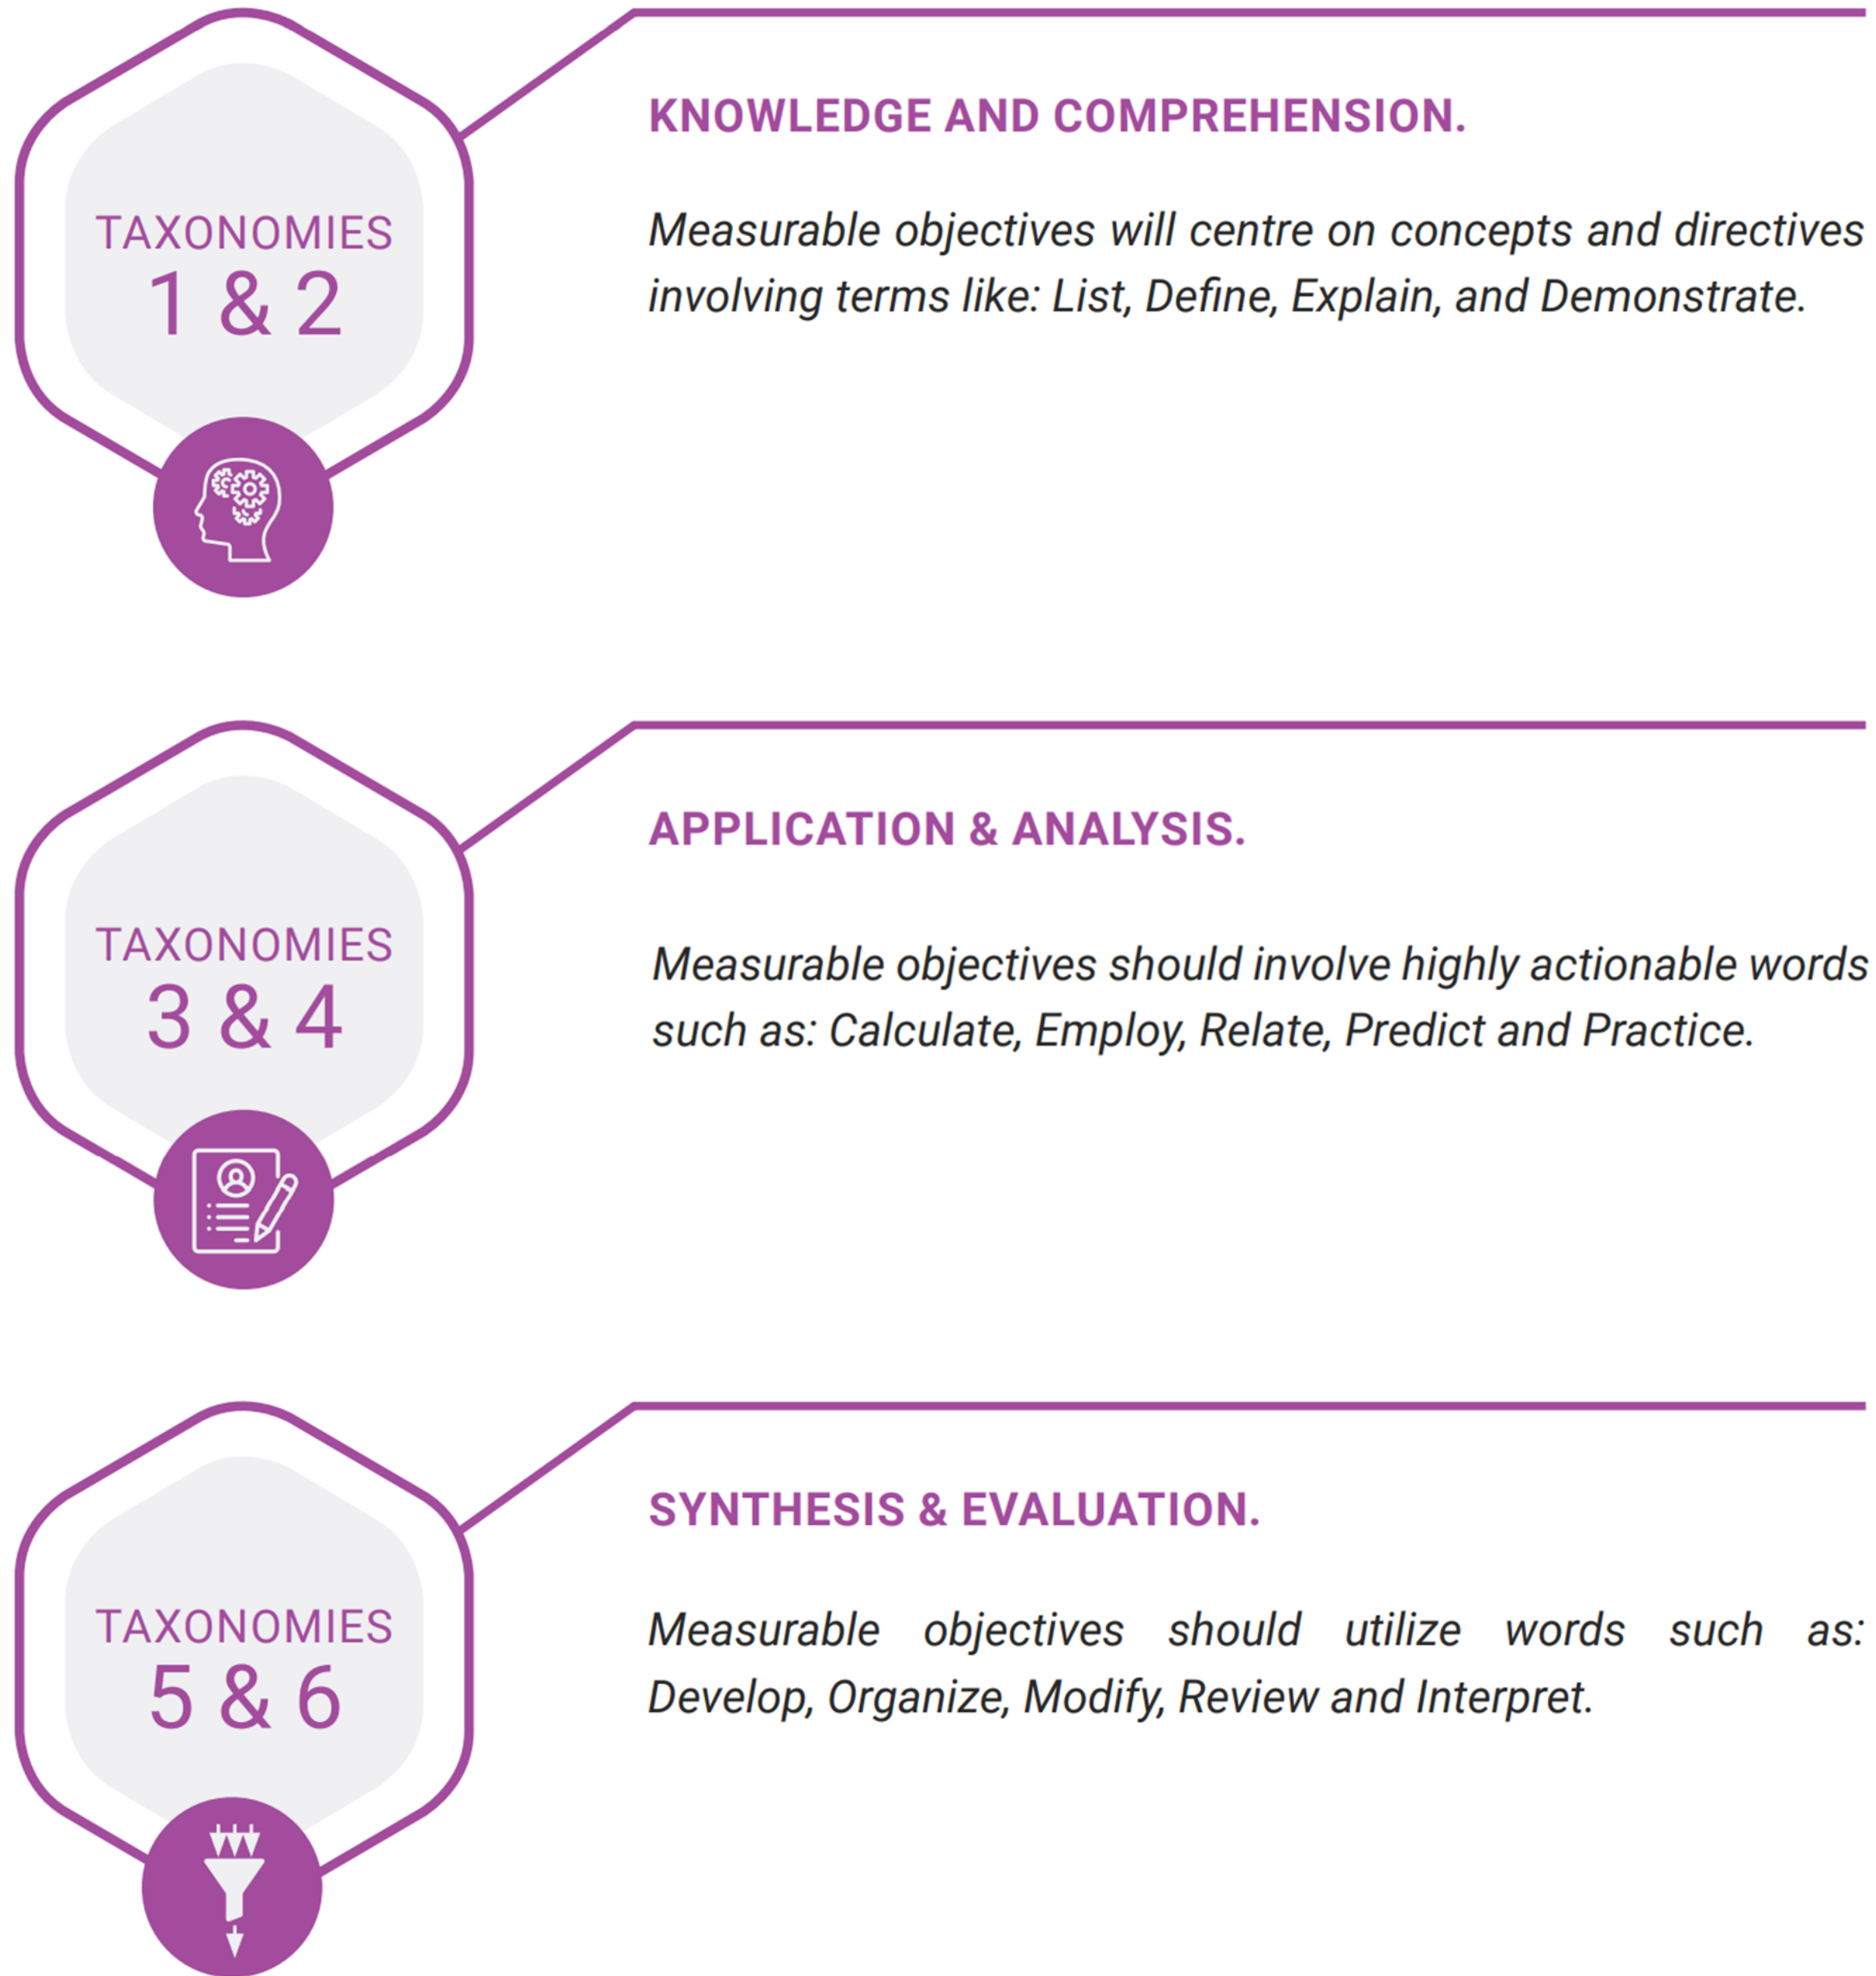 TAXONOMIES
1 & 2
KNOWLEDGE AND COMPREHENSION.
Measurable objectives will centre on concepts and directives
involving terms like: List, Define, Explain, and Demonstrate.
TAXONOMIES
3 & 4
APPLICATION & ANALYSIS.
Measurable objectives should involve highly actionable words
such as: Calculate, Employ, Relate, Predict and Practice.
TAXONOMIES
5 & 6
SYNTHESIS & EVALUATION.
Measurable objectives should utilize words such as:
Develop, Organize, Modify, Review and Interpret.